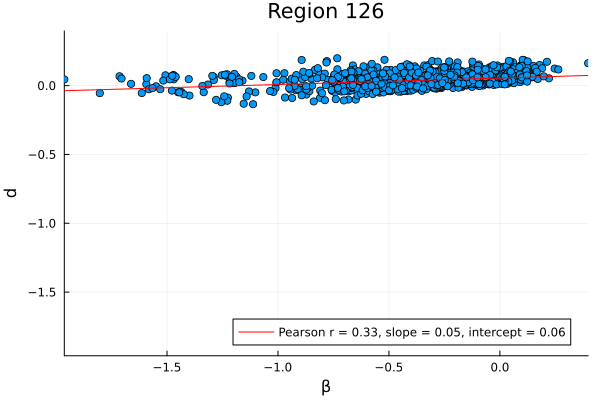 Region 126
0.0
−0.5
−1.0
−1.5
d
Pearson r = 0.33, slope = 0.05, intercept = 0.06
−1.5 −1.0 −0.5 0.0
β